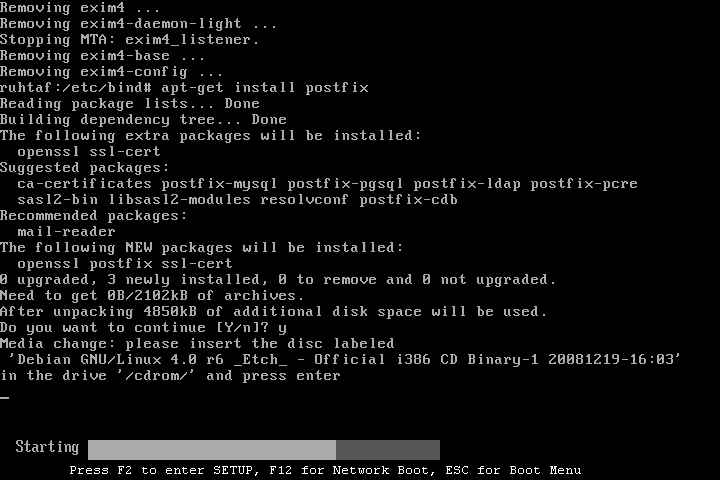 Removing exim4 ...
Removing exim4-daemon-light ...
Stopping MTA: exim4_listener.
Removing exim4-base ...
Removing exim4-config ...
ruhtaf:/etc/bind# apt-get install postfix
Reading package lists... Done
Building dependency tree... Done
The following extra packages will be installed:
  openssl ssl-cert
Suggested packages:
  ca-certificates postfix-mysql postfix-pgsql postfix-ldap postfix-pcre
  sasl2-bin libsasl2-modules resolvconf postfix-cdb
Recommended packages:
  mail-reader
The following NEW packages will be installed:
  openssl postfix ssl-cert
0 upgraded, 3 newly installed, 0 to remove and 0 not upgraded.
Need to get 0B/2102kB of archives.
After unpacking 4850kB of additional disk space will be used.
Do you want to continue [Y/n]? y
Media change: please insert the disc labeled
 'Debian GNU/Linux 4.0 r6 _Etch_ - Official i386 CD Binary-1 20081219-16:03'
in the drive '/cdrom/' and press enter
_
Starting
Press F2 to enter SETUP, F12 for Network Boot, ESC for Boot Menu